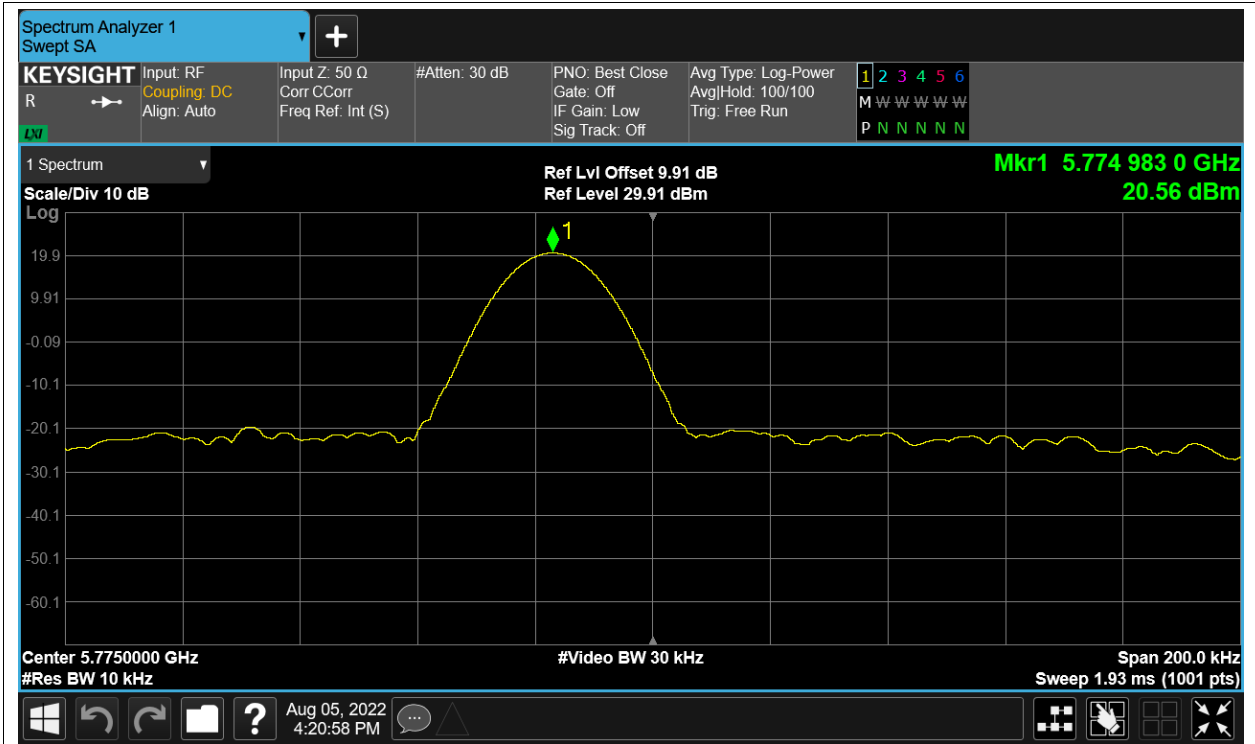 Spectrum Analyzer 1
Swept SA
KEYSIGHT
R
LXI
Input: RF
Coupling: DC
Align: Auto
Input Z: 50 Ω
Corr CCorr
Freq Ref: Int (S)
#Atten: 30 dB
PNO: Best Close
Gate: Off
IF Gain: Low
Sig Track: Off
Avg Type: Log-Power
Avg|Hold: 100/100
Trig: Free Run
1 2 3 4 5 6
M W W W W W
P N N N N N
1 Spectrum
Scale/Div 10 dB
Log
Ref Lvl Offset 9.91 dB
Ref Level 29.91 dBm
Mkr1 5.774 983 0 GHz
20.56 dBm
1
19.9
9.91
-0.09
-10.1
-20.1
-30.1
-40.1
-50.1
-60.1
Center 5.7750000 GHz
#Res BW 10 kHz
#Video BW 30 kHz
Span 200.0 kHz
Sweep 1.93 ms (1001 pts)
?
Aug 05, 2022
4:20:58 PM